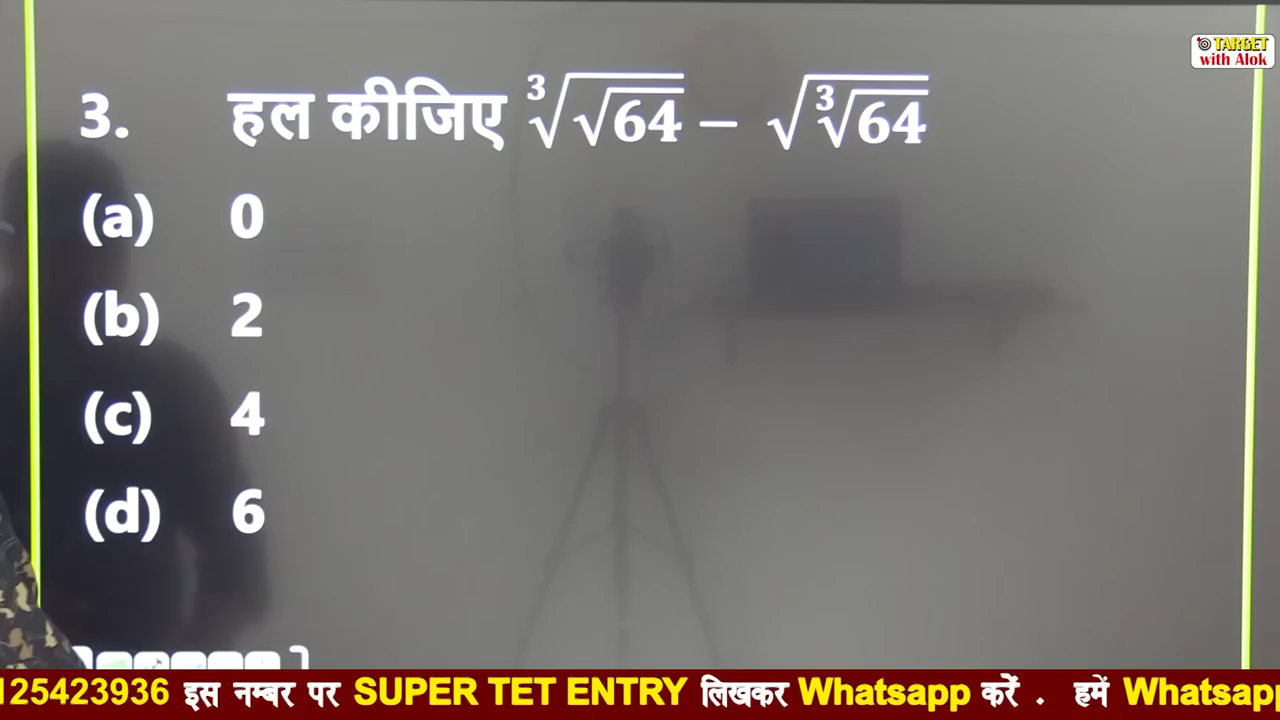 TARGET
with Alok
3. हल कीजिए ∛√64 − √∛64
(a) 0
(b) 2
(c) 4
(d) 6
125423936 इस नम्बर पर SUPER TET ENTRY लिखकर Whatsapp करें . हमें Whatsapp